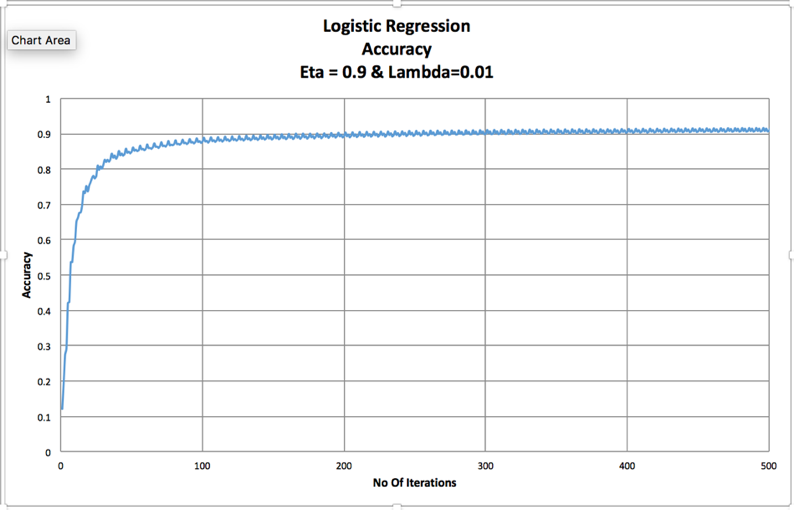 Logistic Regression
Accuracy
Eta = 0.9 & Lambda=0.01
Chart Area
1
0.9
0.8
0.7
0.6
0.5
0.4
0.3
0.2
0.1
0
Accuracy
0 100 200 300 400 500
No Of Iterations